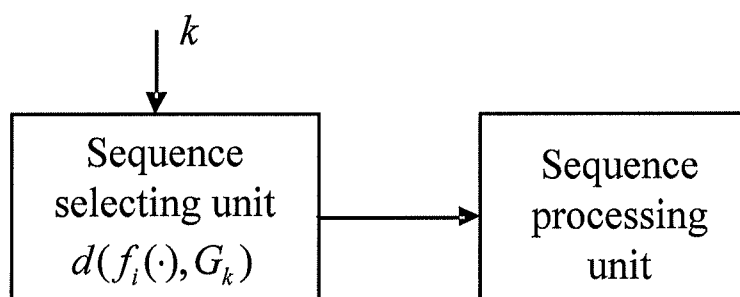 k
Sequence
selecting unit
d(f_i(·), G_k)
Sequence
processing
unit